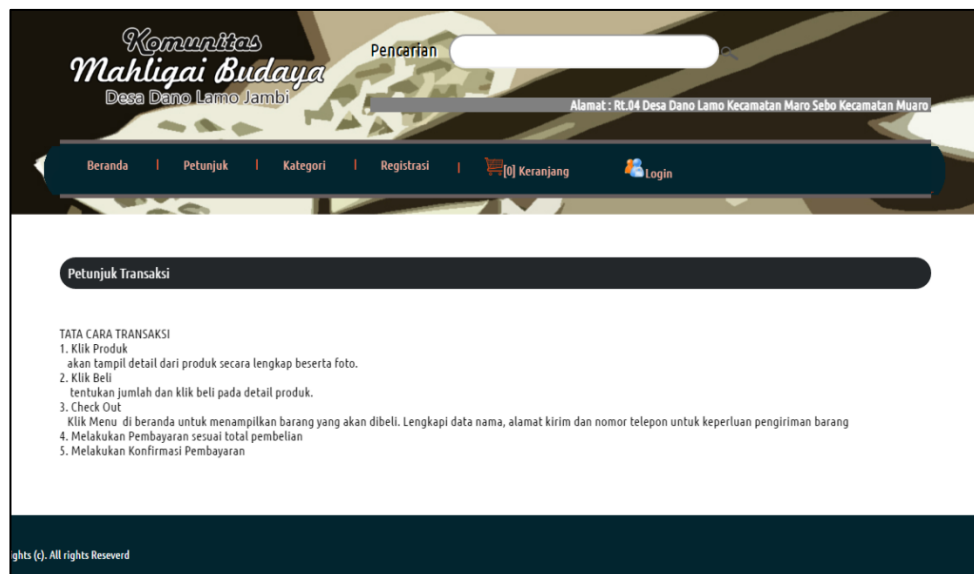 Komunitas
Mahligai Budaya
Desa Dano Lamo Jambi
Pencarian
Alamat : Rt.04 Desa Dano Lamo Kecamatan Maro Sebo Kecamatan Muaro
Beranda | Petunjuk | Kategori | Registrasi | [0] Keranjang Login
Petunjuk Transaksi
TATA CARA TRANSAKSI
1. Klik Produk
akan tampil detail dari produk secara lengkap beserta foto.
2. Klik Beli
tentukan jumlah dan klik beli pada detail produk.
3. Check Out
Klik Menu di beranda untuk menampilkan barang yang akan dibeli. Lengkapi data nama, alamat kirim dan nomor telepon untuk keperluan pengiriman barang
4. Melakukan Pembayaran sesuai total pembelian
5. Melakukan Konfirmasi Pembayaran
ights (c). All rights Reseverd